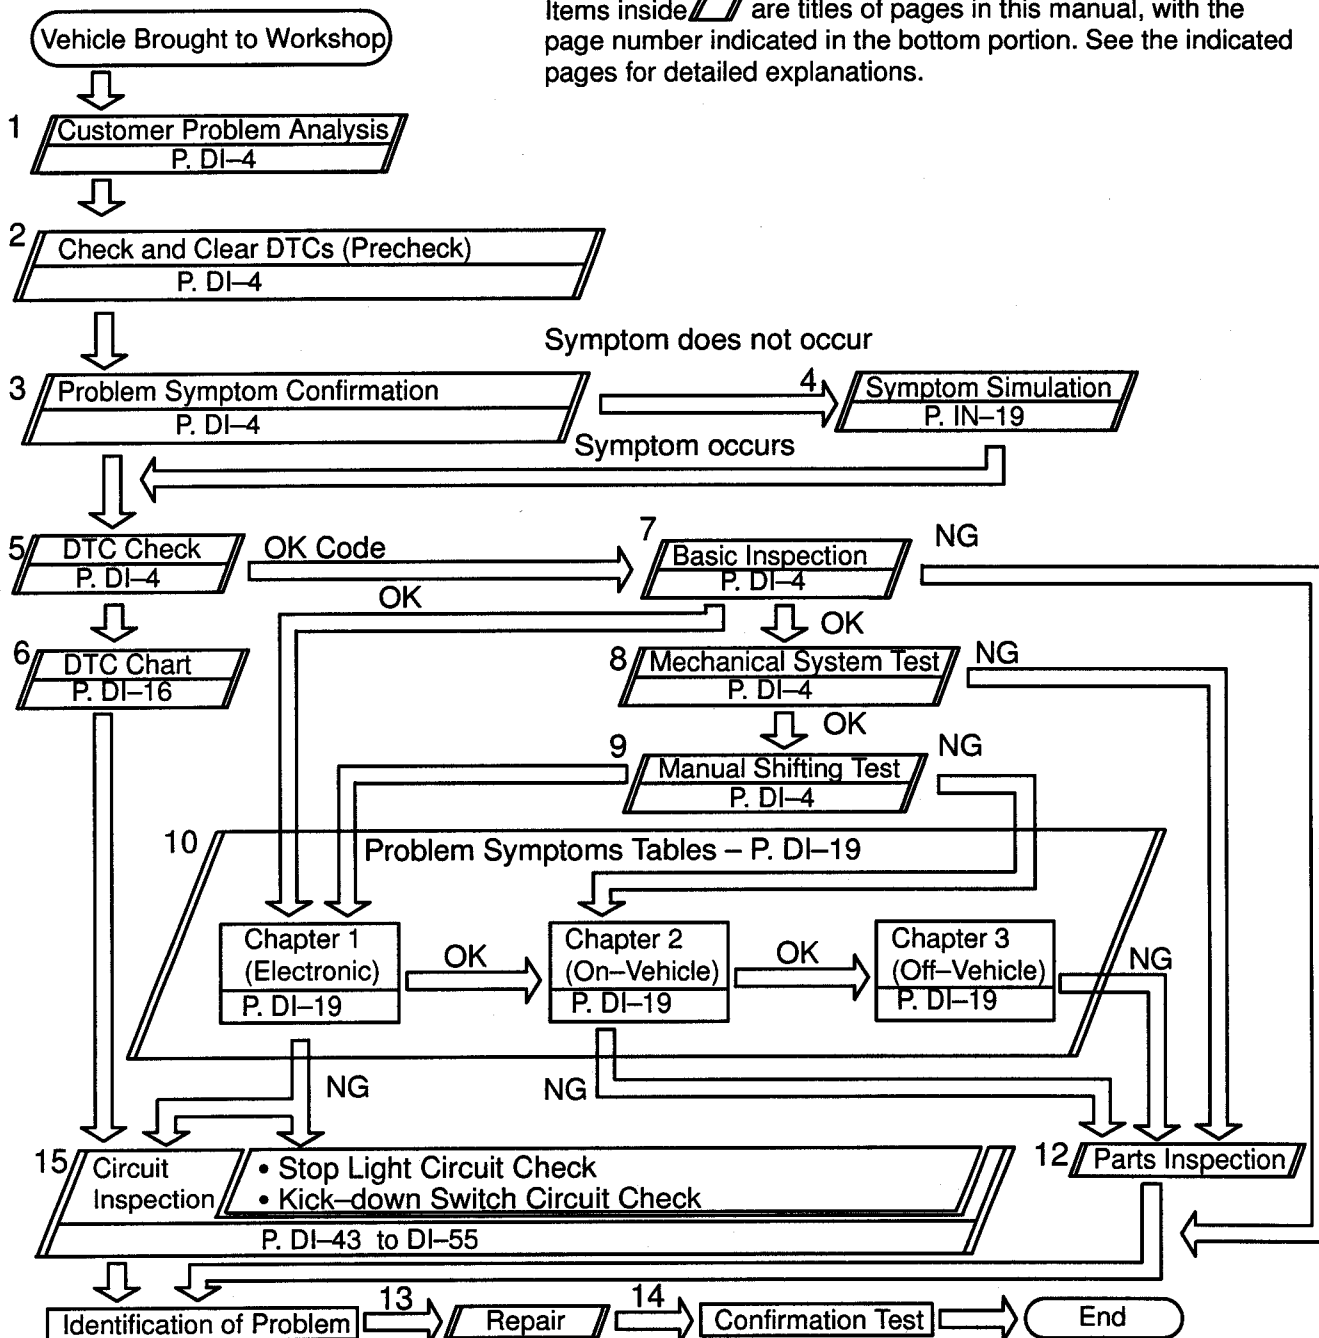 Items inside are titles of pages in this manual, with the
page number indicated in the bottom portion. See the indicated
pages for detailed explanations.
Vehicle Brought to Workshop
1
Customer Problem Analysis
P. DI–4
2
Check and Clear DTCs (Precheck)
P. DI–4
Symptom does not occur
3
Problem Symptom Confirmation
P. DI–4
4
Symptom Simulation
P. IN–19
Symptom occurs
5
DTC Check
P. DI–4
OK Code
7
Basic Inspection
P. DI–4
NG
OK
OK
6
DTC Chart
P. DI–16
8
Mechanical System Test
P. DI–4
NG
OK
9
Manual Shifting Test
P. DI–4
NG
10
Problem Symptoms Tables – P. DI–19
Chapter 1
(Electronic)
P. DI–19
OK
Chapter 2
(On–Vehicle)
P. DI–19
OK
Chapter 3
(Off–Vehicle)
P. DI–19
NG
NG
NG
15
Circuit
Inspection
• Stop Light Circuit Check
• Kick–down Switch Circuit Check
P. DI–43 to DI–55
12
Parts Inspection
Identification of Problem
13
Repair
14
Confirmation Test
End